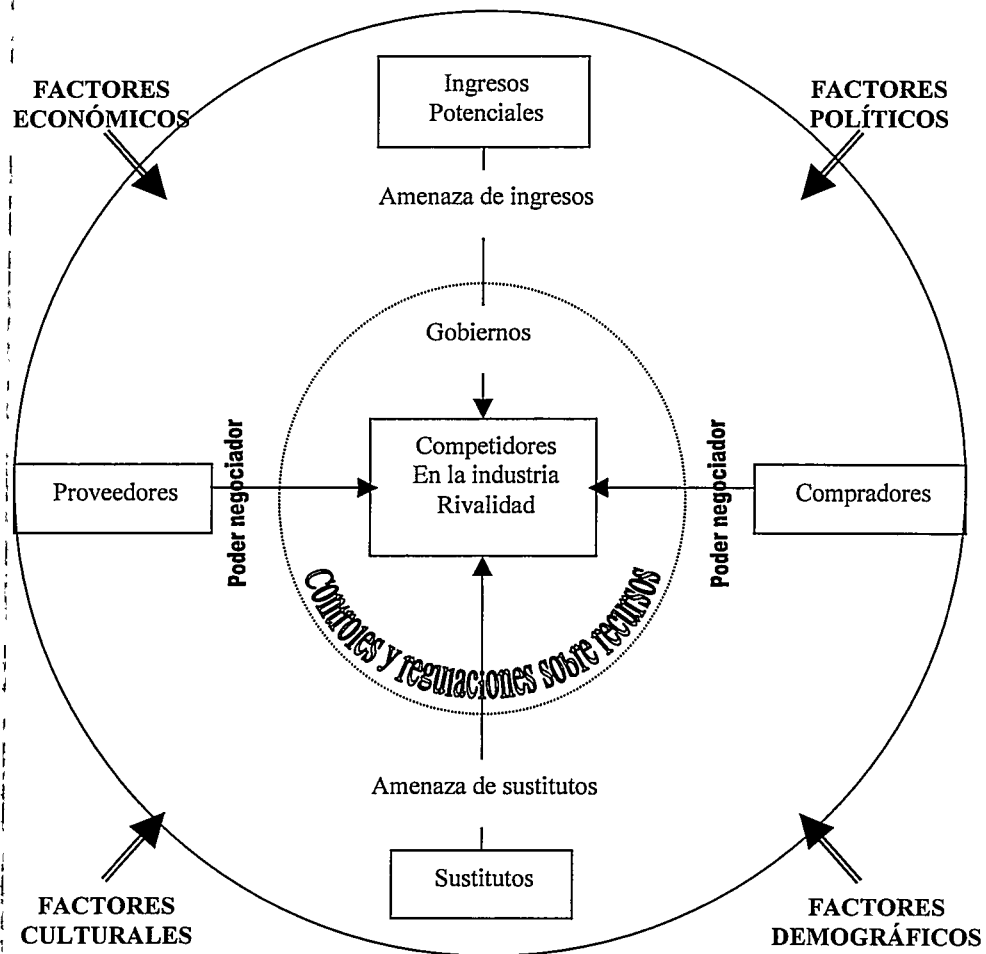 FACTORES
ECONÓMICOS
Ingresos
Potenciales
FACTORES
POLÍTICOS
Amenaza de ingresos
Gobiernos
Proveedores
Poder negociador
Competidores
En la industria
Rivalidad
Poder negociador
Compradores
Controles y regulaciones sobre recursos
Amenaza de sustitutos
Sustitutos
FACTORES
CULTURALES
FACTORES
DEMOGRÁFICOS